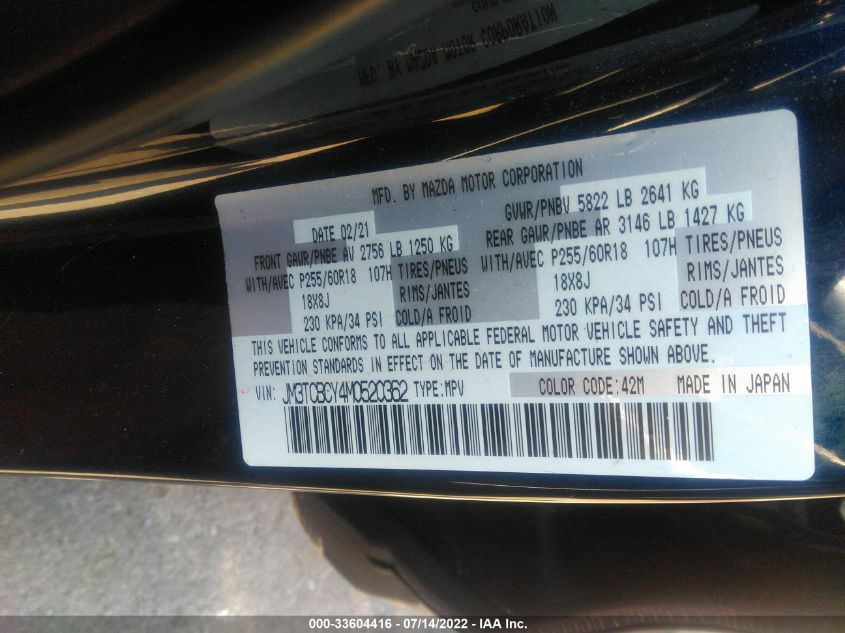 MFD. BY MAZDA MOTOR CORPORATION
MFD. BY MAZDA MOTOR CORPORATION
DATE 02/21
GVWR/PNBV 5822 LB 2641 KG
FRONT GAWR/PNBE AV 2756 LB 1250 KG
REAR GAWR/PNBE AR 3146 LB 1427 KG
WITH/AVEC P255/60R18 107H TIRES/PNEUS
WITH/AVEC P255/60R18 107H TIRES/PNEUS
18X8J RIMS/JANTES
18X8J RIMS/JANTES
230 KPA/34 PSI COLD/A FROID
230 KPA/34 PSI COLD/A FROID
THIS VEHICLE CONFORMS TO ALL APPLICABLE FEDERAL MOTOR VEHICLE SAFETY AND THEFT
PREVENTION STANDARDS IN EFFECT ON THE DATE OF MANUFACTURE SHOWN ABOVE.
VIN: JM3TCBCY4M0520362 TYPE:MPV COLOR CODE:42M MADE IN JAPAN
000-33604416 - 07/14/2022 - IAA Inc.